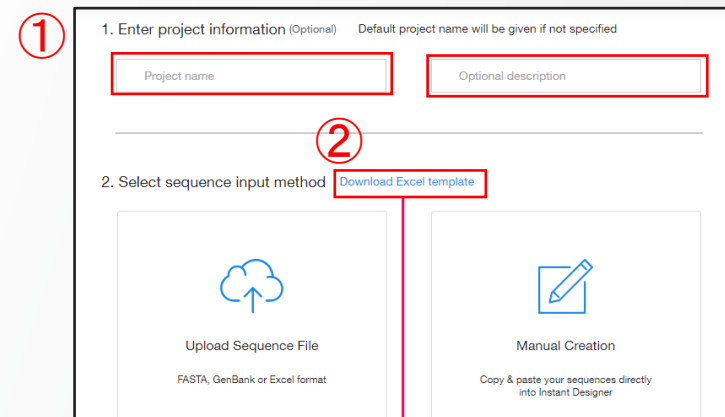 ①
1. Enter project information (Optional) Default project name will be given if not specified
Project name
Optional description
②
2. Select sequence input method Download Excel template
Upload Sequence File
FASTA, GenBank or Excel format
Manual Creation
Copy & paste your sequences directly
into Instant Designer